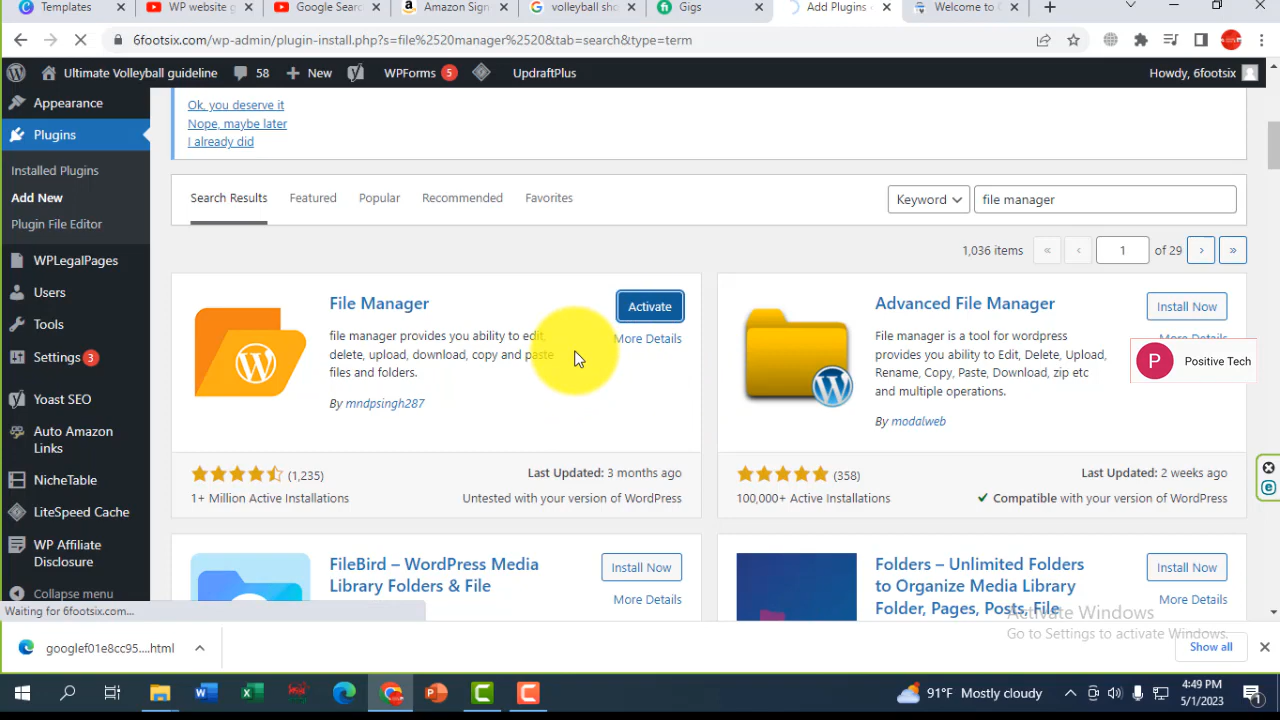 Templates
WP website g
Google Sear
Amazon Sign
volleyball sho
Gigs
Add Plugins
Welcome to
6footsix.com/wp-admin/plugin-install.php?s=file%2520manager%2520&tab=search&type=term
Ultimate Volleyball guideline
58
New
WPForms 5
UpdraftPlus
Howdy, 6footsix
Appearance
Plugins
Installed Plugins
Add New
Plugin File Editor
WPLegalPages
Users
Tools
Settings 3
Yoast SEO
Auto Amazon
Links
NicheTable
LiteSpeed Cache
WP Affiliate
Disclosure
Collapse menu
Ok, you deserve it
Nope, maybe later
I already did
Search Results
Featured
Popular
Recommended
Favorites
Keyword
file manager
1,036 items « ‹ 1 of 29 › »
File Manager
Activate
More Details
file manager provides you ability to edit,
delete, upload, download, copy and paste
files and folders.
By mndpsingh287
(1,235)
Last Updated: 3 months ago
1+ Million Active Installations
Untested with your version of WordPress
Advanced File Manager
Install Now
More Details
File manager is a tool for wordpress
provides you ability to Edit, Delete, Upload,
Rename, Copy, Paste, Download, zip etc
and multiple operations.
By modalweb
P Positive Tech
(358)
Last Updated: 2 weeks ago
100,000+ Active Installations
✔ Compatible with your version of WordPress
FileBird – WordPress Media
Library Folders & File
Install Now
More Details
Folders – Unlimited Folders
to Organize Media Library
Folder, Pages, Posts, File
Install Now
More Details
Activate Windows
Go to Settings to activate Windows.
Waiting for 6footsix.com...
googlef01e8cc95....html
Show all
91°F Mostly cloudy
4:49 PM
5/1/2023
1